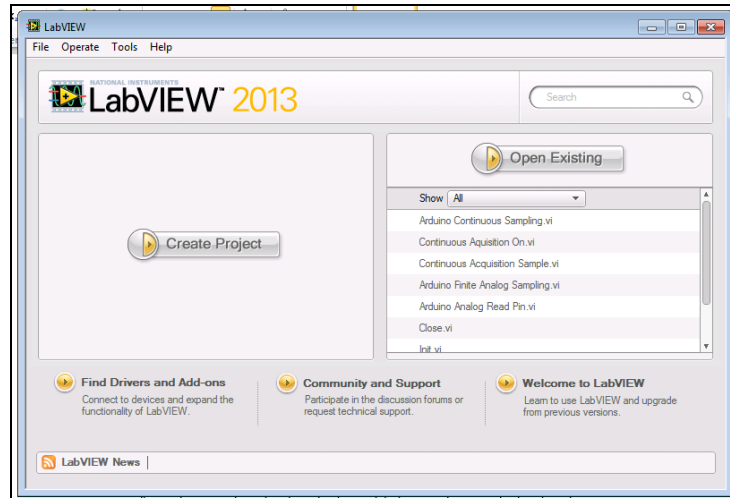 LabVIEW
File Operate Tools Help
NATIONAL INSTRUMENTS
LabVIEW™ 2013
Search
Create Project
Open Existing
Show All
Arduino Continuous Sampling.vi
Continuous Aquisition On.vi
Continuous Acquisition Sample.vi
Arduino Finite Analog Sampling.vi
Arduino Analog Read Pin.vi
Close.vi
Init.vi
Find Drivers and Add-ons
Connect to devices and expand the
functionality of LabVIEW.
Community and Support
Participate in the discussion forums or
request technical support.
Welcome to LabVIEW
Learn to use LabVIEW and upgrade
from previous versions.
LabVIEW News